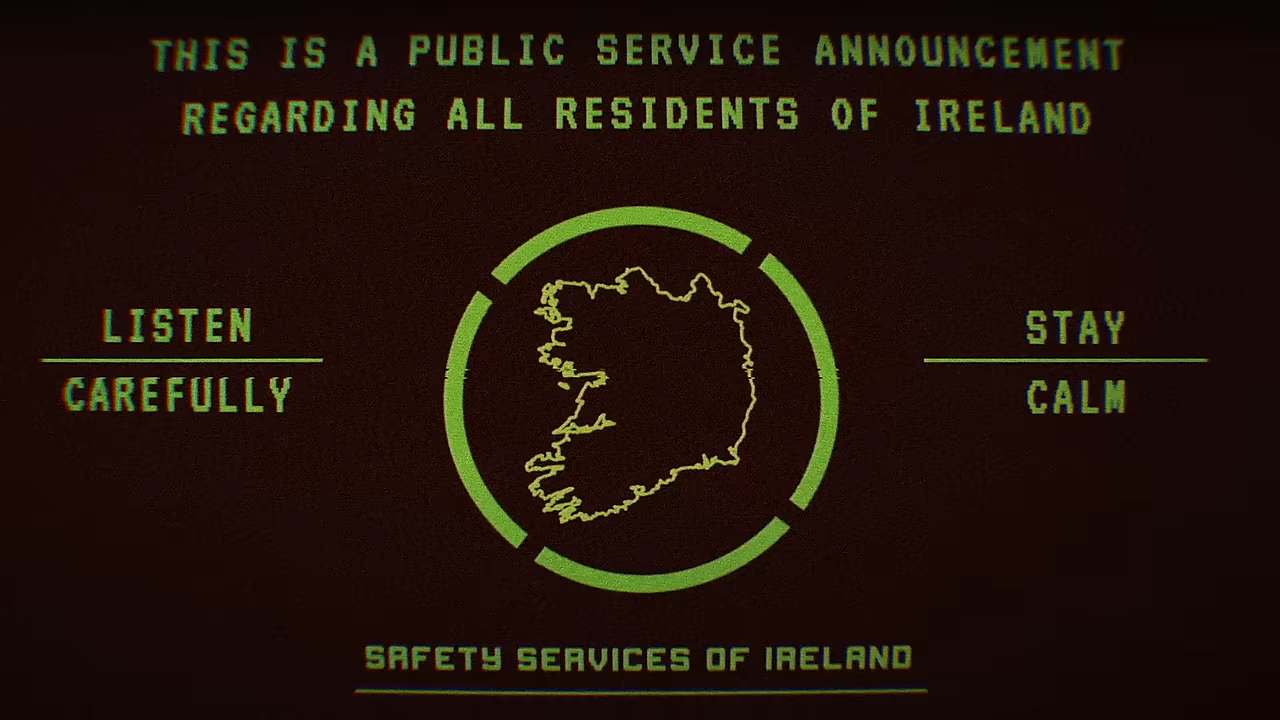 THIS IS A PUBLIC SERVICE ANNOUNCEMENT
REGARDING ALL RESIDENTS OF IRELAND
LISTEN
CAREFULLY
STAY
CALM
SAFETY SERVICES OF IRELAND